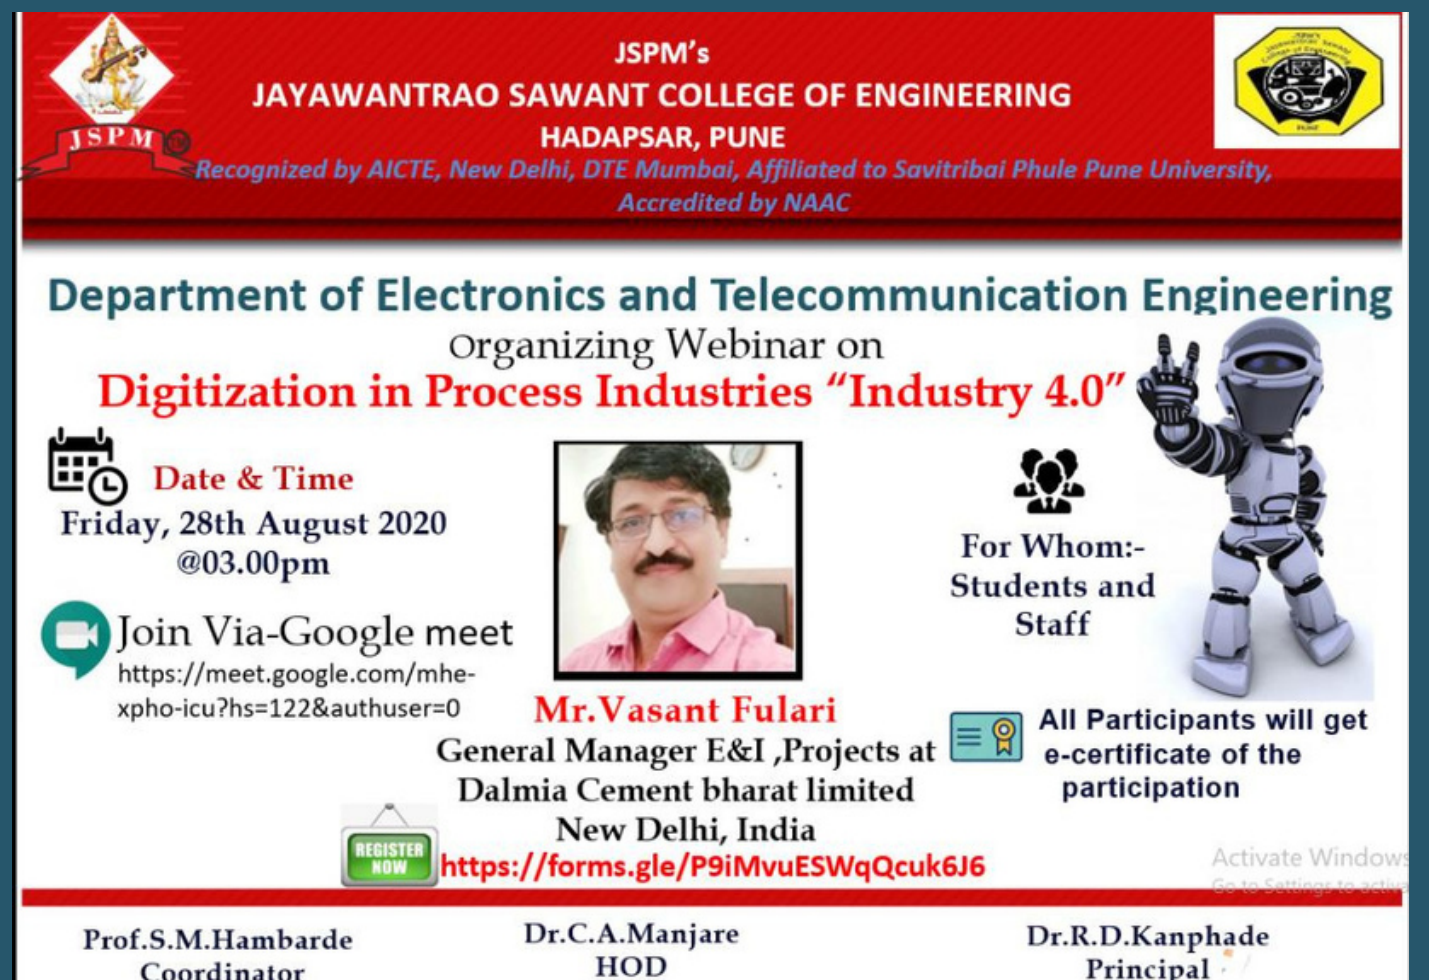 JSPM's
JAYAWANTRAO SAWANT COLLEGE OF ENGINEERING
HADAPSAR, PUNE
JSPM
Recognized by AICTE, New Delhi, DTE Mumbai, Affiliated to Savitribai Phule Pune University,
Accredited by NAAC
Department of Electronics and Telecommunication Engineering
Organizing Webinar on
Digitization in Process Industries “Industry 4.0”
Date & Time
Friday, 28th August 2020
@03.00pm
Join Via-Google meet
https://meet.google.com/mhe-
xpho-icu?hs=122&authuser=0
Mr.Vasant Fulari
General Manager E&I ,Projects at
Dalmia Cement bharat limited
New Delhi, India
For Whom:-
Students and
Staff
All Participants will get
e-certificate of the
participation
REGISTER
NOW
https://forms.gle/P9iMvuESWqQcuk6J6
Activate Windows
Go to Settings to activa
Prof.S.M.Hambarde
Coordinator
Dr.C.A.Manjare
HOD
Dr.R.D.Kanphade
Principal